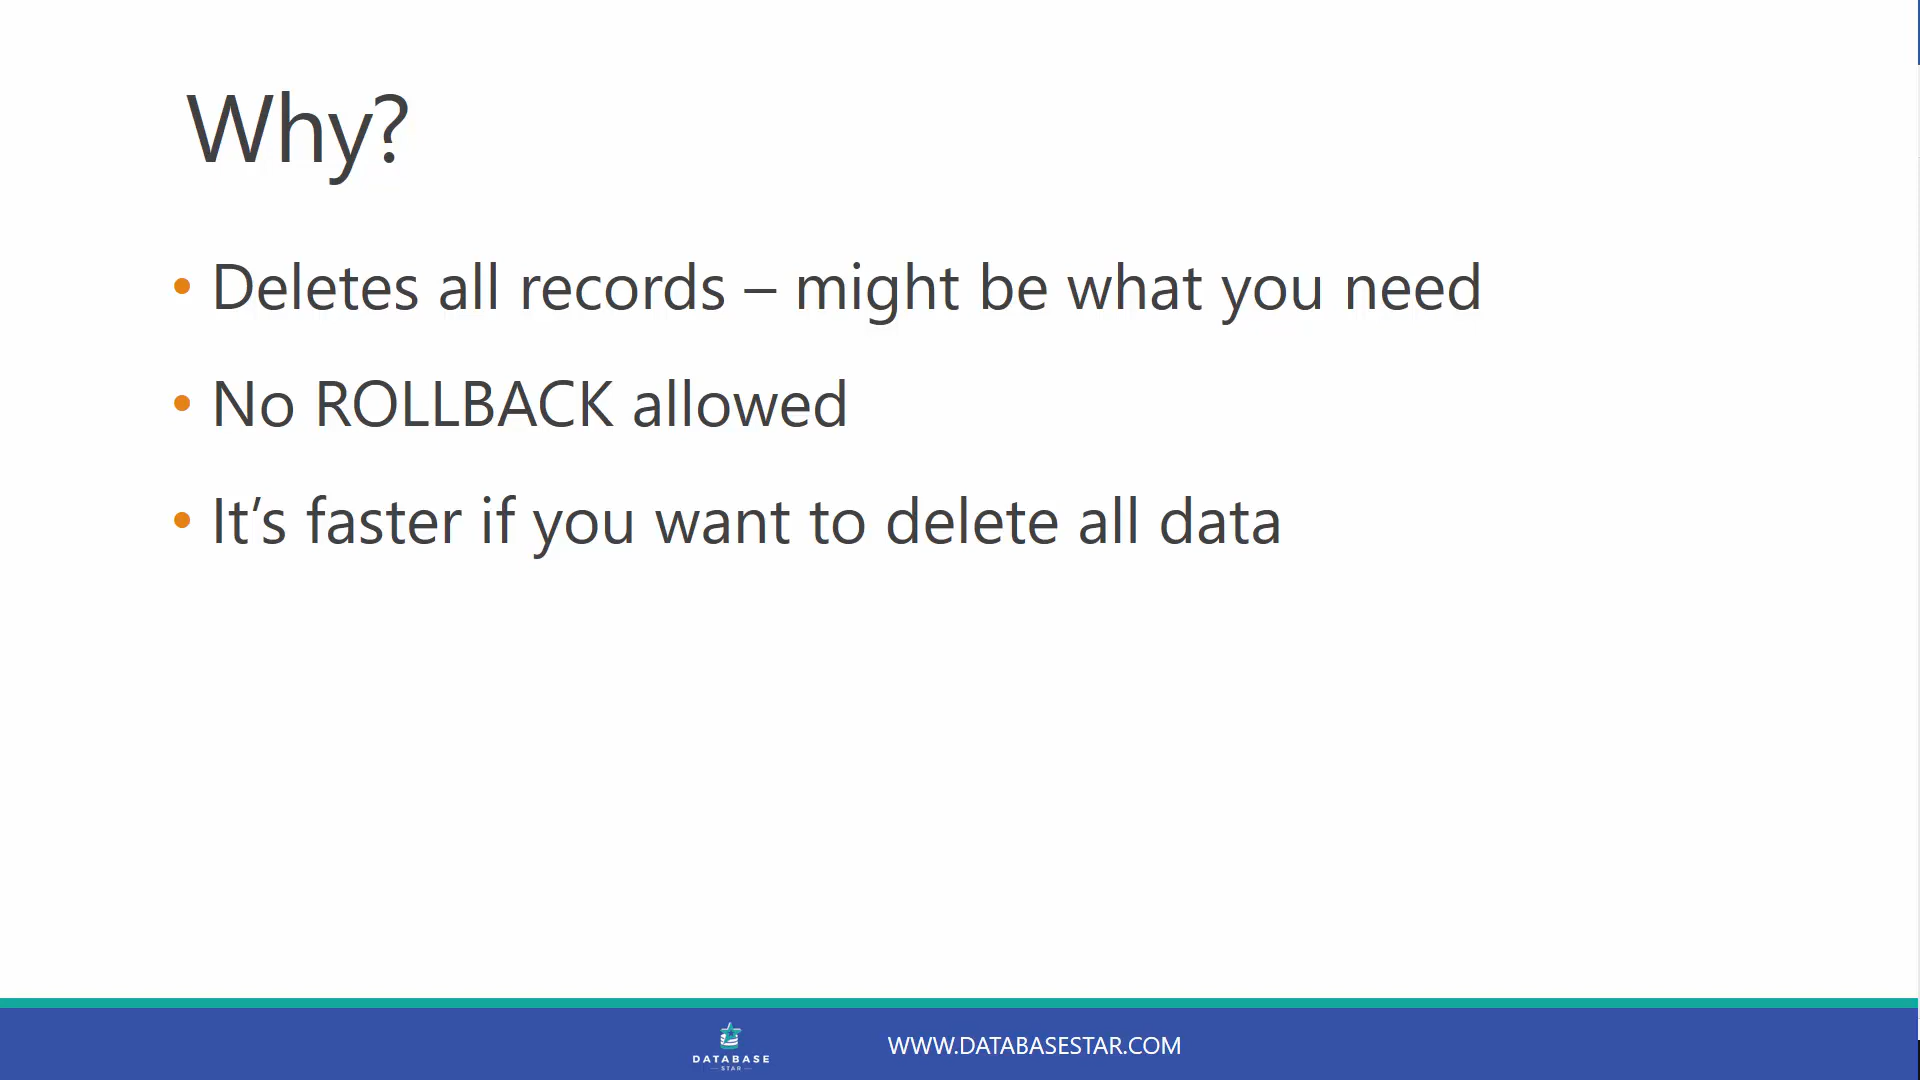 Why?
• Deletes all records – might be what you need
• No ROLLBACK allowed
• It’s faster if you want to delete all data
DATABASE
STAR
WWW.DATABASESTAR.COM